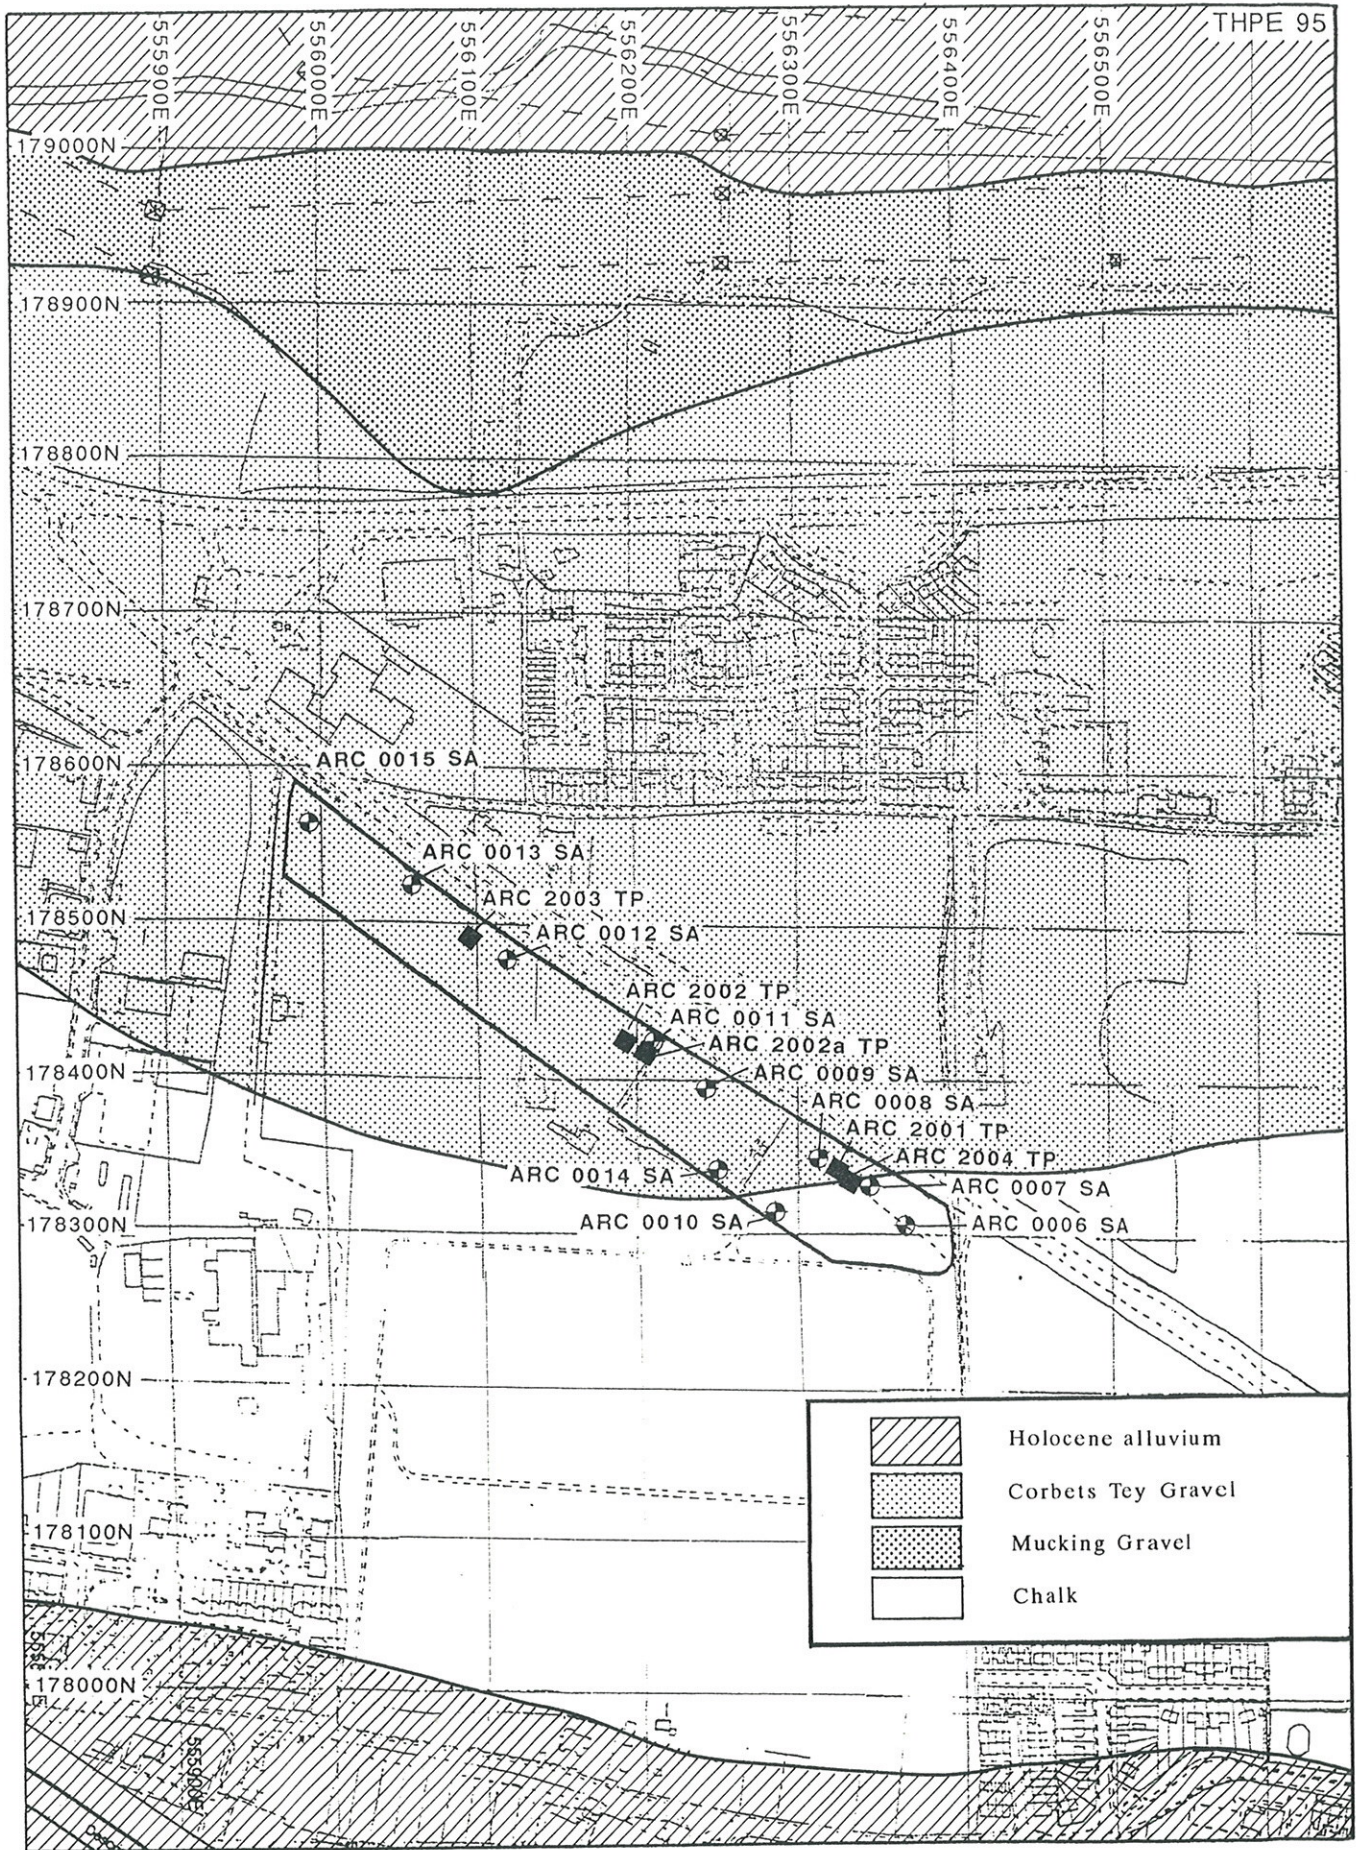 THPE 95
555900E
556000E
556100E
556200E
556300E
556400E
556500E
179000N
178900N
178800N
178700N
178600N
ARC 0015 SA
ARC 0013 SA
ARC 2003 TP
178500N
ARC 0012 SA
ARC 2002 TP
ARC 0011 SA
ARC 2002a TP
178400N
ARC 0009 SA
ARC 0008 SA
ARC 2001 TP
ARC 2004 TP
ARC 0014 SA
ARC 0007 SA
ARC 0010 SA
ARC 0006 SA
178300N
178200N
Holocene alluvium
Corbets Tey Gravel
Mucking Gravel
Chalk
178100N
178000N
555900E